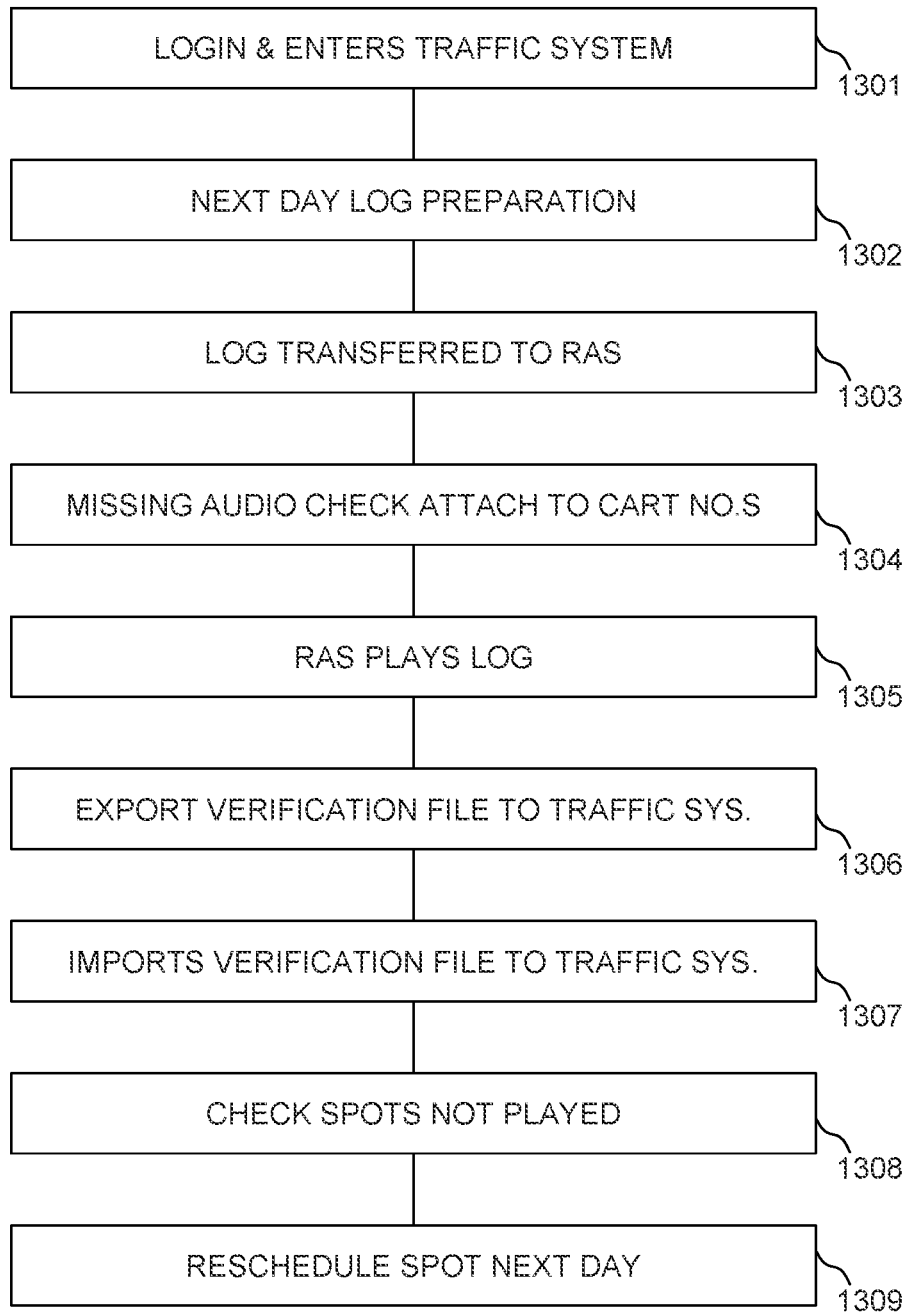 LOGIN & ENTERS TRAFFIC SYSTEM
1301
NEXT DAY LOG PREPARATION
1302
LOG TRANSFERRED TO RAS
1303
MISSING AUDIO CHECK ATTACH TO CART NO.S
1304
RAS PLAYS LOG
1305
EXPORT VERIFICATION FILE TO TRAFFIC SYS.
1306
IMPORTS VERIFICATION FILE TO TRAFFIC SYS.
1307
CHECK SPOTS NOT PLAYED
1308
RESCHEDULE SPOT NEXT DAY
1309